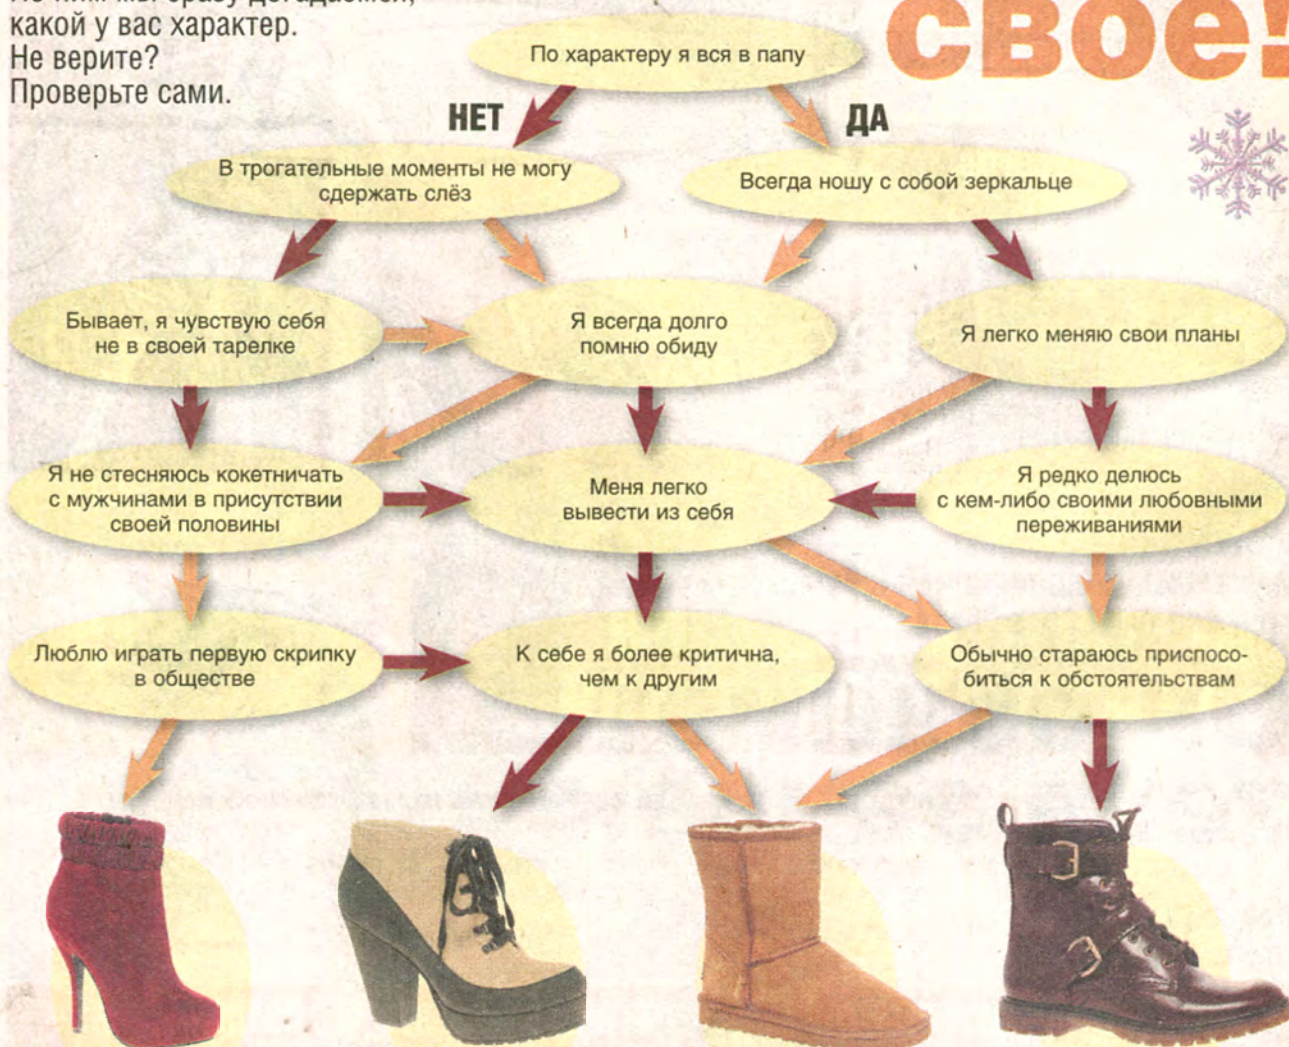 какой у вас характер.
Не верите?
Проверьте сами.
свое!
По характеру я вся в папу
НЕТ
ДА
В трогательные моменты не могу
сдержать слёз
Всегда ношу с собой зеркальце
Бывает, я чувствую себя
не в своей тарелке
Я всегда долго
помню обиду
Я легко меняю свои планы
Я не стесняюсь кокетничать
с мужчинами в присутствии
своей половины
Меня легко
вывести из себя
Я редко делюсь
с кем-либо своими любовными
переживаниями
Люблю играть первую скрипку
в обществе
К себе я более критична,
чем к другим
Обычно стараюсь приспосо-
биться к обстоятельствам